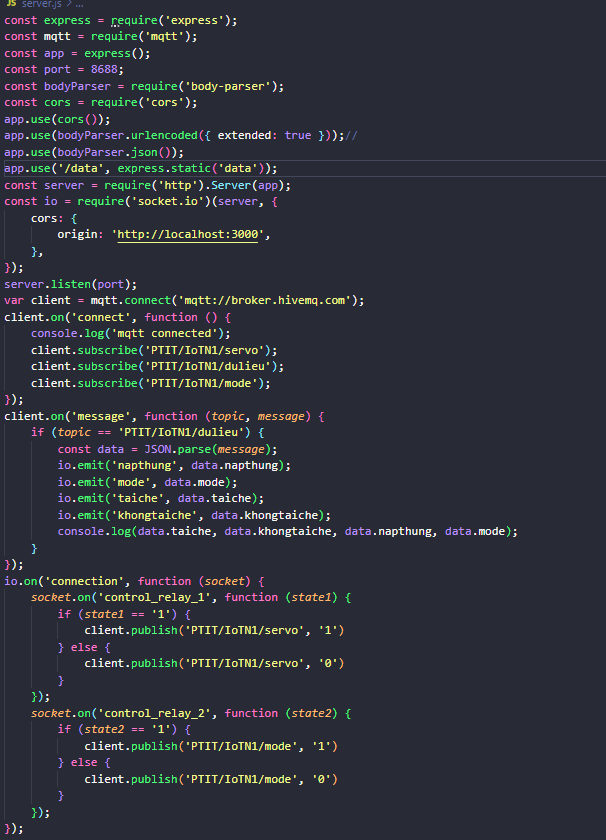 JS server.js > ...
const express = require('express');
const mqtt = require('mqtt');
const app = express();
const port = 8688;
const bodyParser = require('body-parser');
const cors = require('cors');
app.use(cors());
app.use(bodyParser.urlencoded({ extended: true }));//
app.use(bodyParser.json());
app.use('/data', express.static('data'));
const server = require('http').Server(app);
const io = require('socket.io')(server, {
    cors: {
        origin: 'http://localhost:3000',
    },
});
server.listen(port);
var client = mqtt.connect('mqtt://broker.hivemq.com');
client.on('connect', function () {
    console.log('mqtt connected');
    client.subscribe('PTIT/IoTN1/servo');
    client.subscribe('PTIT/IoTN1/dulieu');
    client.subscribe('PTIT/IoTN1/mode');
});
client.on('message', function (topic, message) {
    if (topic == 'PTIT/IoTN1/dulieu') {
        const data = JSON.parse(message);
        io.emit('napthung', data.napthung);
        io.emit('mode', data.mode);
        io.emit('taiche', data.taiche);
        io.emit('khongtaiche', data.khongtaiche);
        console.log(data.taiche, data.khongtaiche, data.napthung, data.mode);
    }
});
io.on('connection', function (socket) {
    socket.on('control_relay_1', function (state1) {
        if (state1 == '1') {
            client.publish('PTIT/IoTN1/servo', '1')
        } else {
            client.publish('PTIT/IoTN1/servo', '0')
        }
    });
    socket.on('control_relay_2', function (state2) {
        if (state2 == '1') {
            client.publish('PTIT/IoTN1/mode', '1')
        } else {
            client.publish('PTIT/IoTN1/mode', '0')
        }
    });
});